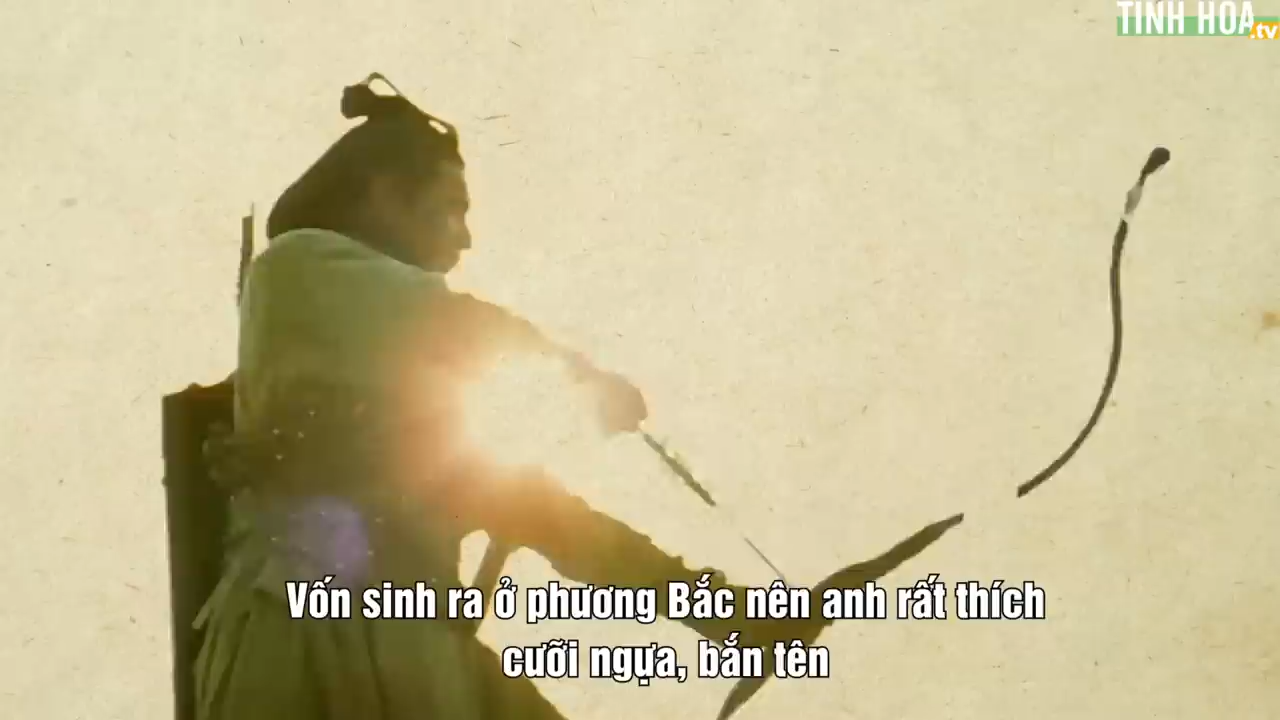 TINH HOA
.tv
Vốn sinh ra ở phương Bắc nên anh rất thích
cưỡi ngựa, bắn tên